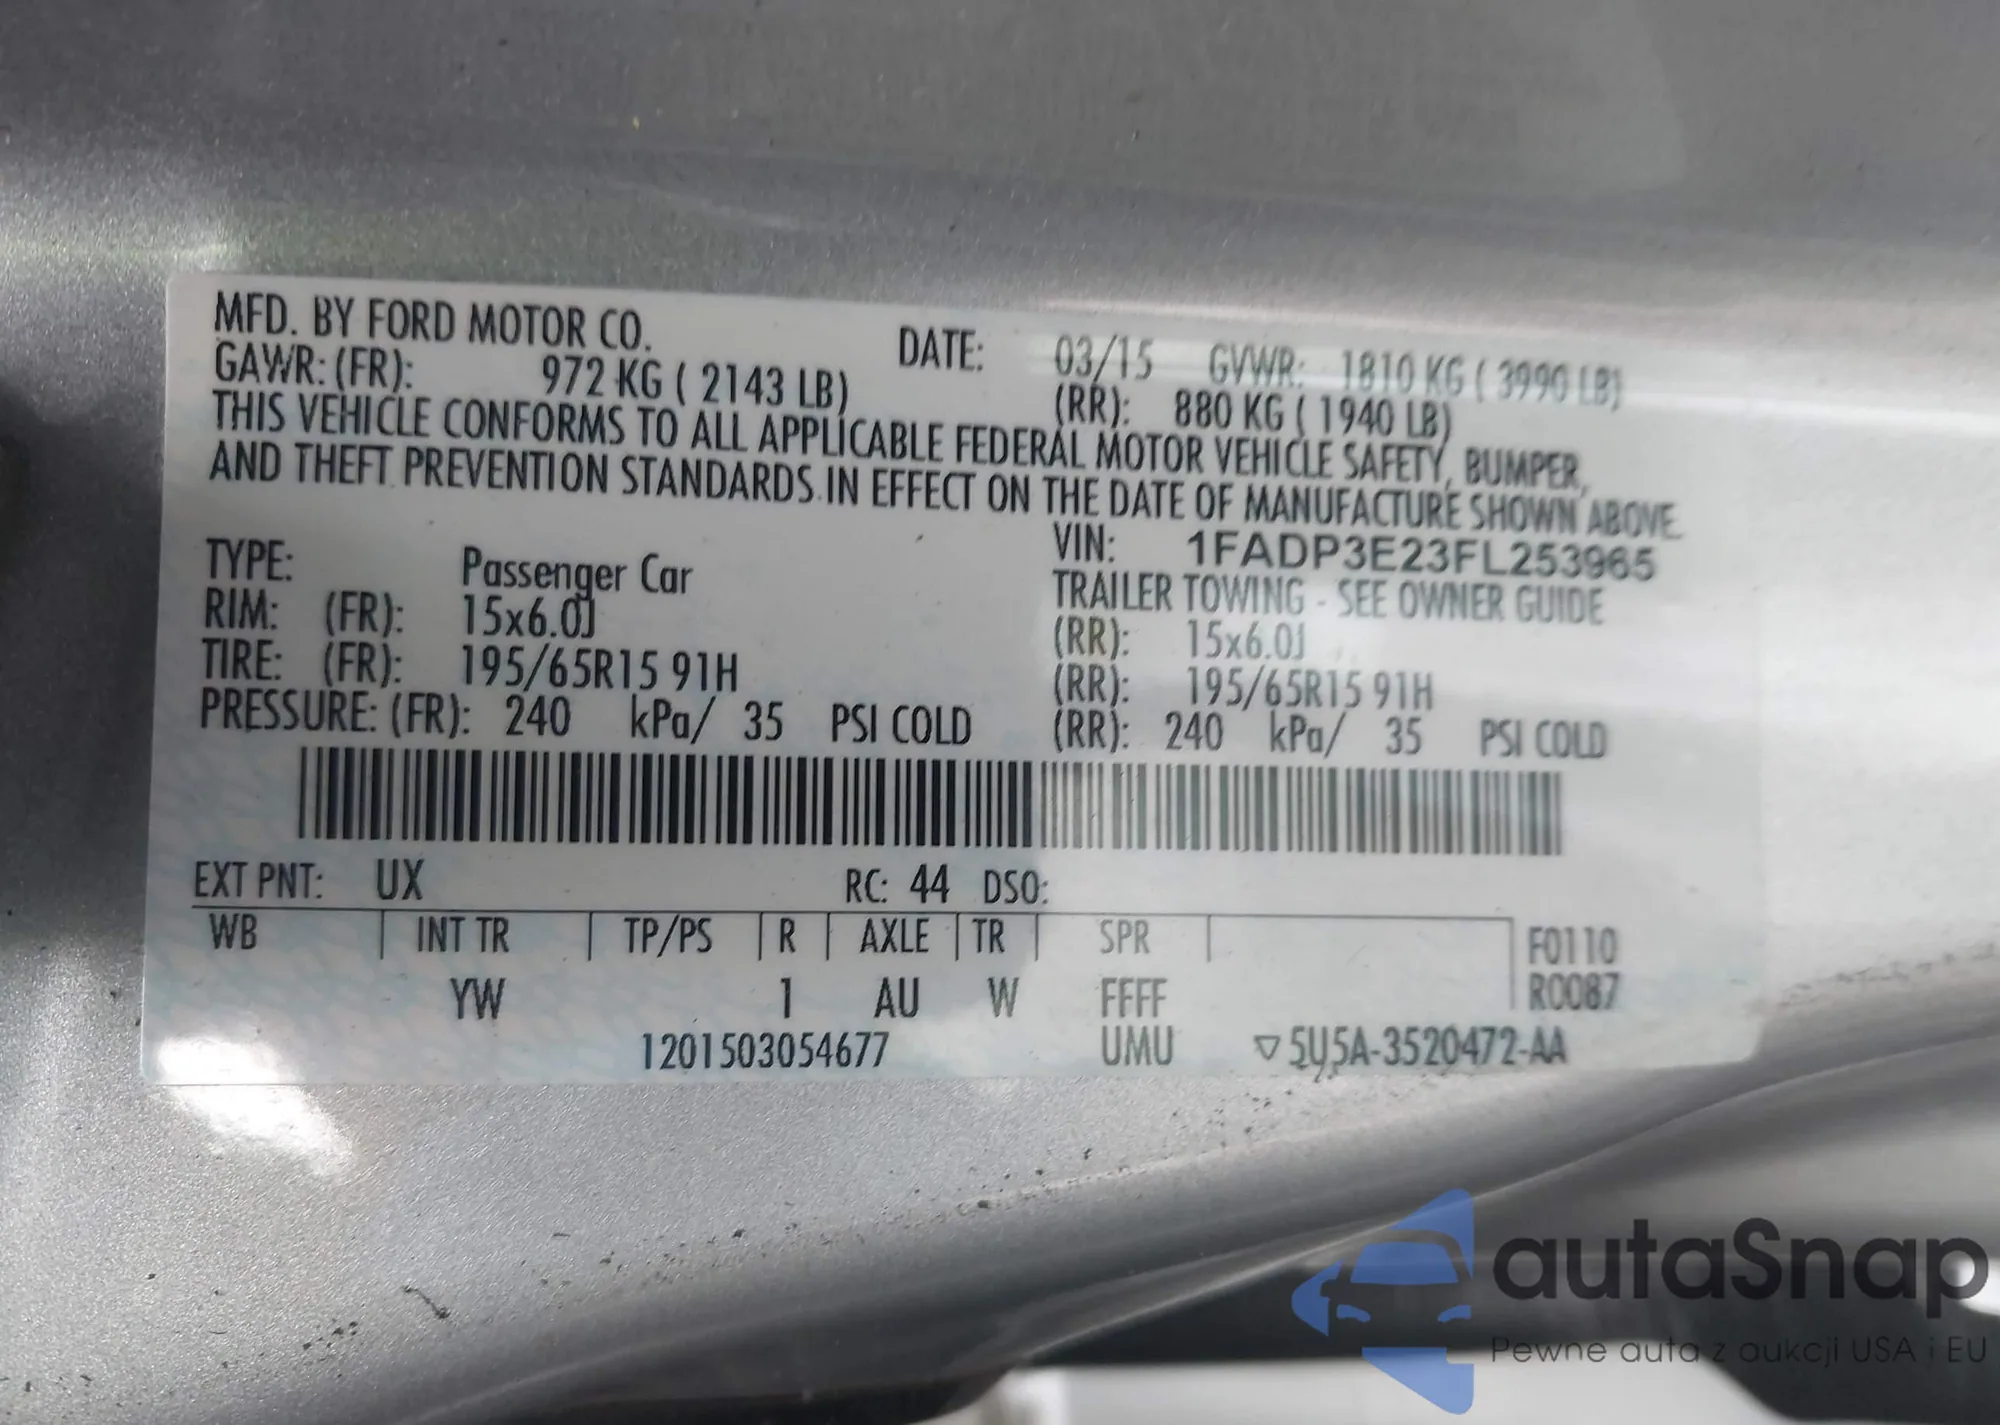 MFD. BY FORD MOTOR CO. DATE: 03/15 GVWR: 1810 KG ( 3990 LB)
GAWR: (FR): 972 KG ( 2143 LB) (RR): 880 KG ( 1940 LB)
THIS VEHICLE CONFORMS TO ALL APPLICABLE FEDERAL MOTOR VEHICLE SAFETY, BUMPER,
AND THEFT PREVENTION STANDARDS IN EFFECT ON THE DATE OF MANUFACTURE SHOWN ABOVE.
VIN: 1FADP3E23FL253965
TYPE: Passenger Car TRAILER TOWING - SEE OWNER GUIDE
RIM: (FR): 15x6.0J (RR): 15x6.0J
TIRE: (FR): 195/65R15 91H (RR): 195/65R15 91H
PRESSURE: (FR): 240 kPa/ 35 PSI COLD (RR): 240 kPa/ 35 PSI COLD
EXT PNT: UX RC: 44 DSO:
WB INT TR TP/PS R AXLE TR SPR F0110
YW 1 AU W FFFF R0087
1201503054677 UMU ▽5U5A-3520472-AA
autaSnap
Pewne auta z aukcji USA i EU